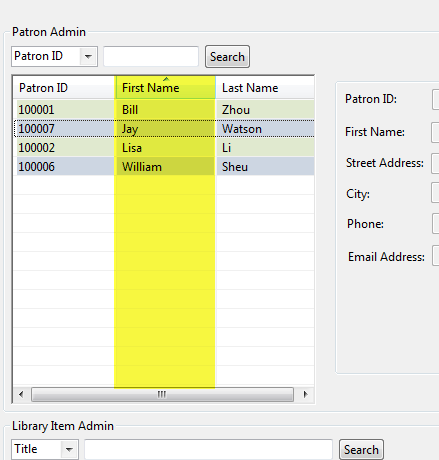 Patron Admin
Patron ID Search
Patron ID First Name Last Name
100001 Bill Zhou
100007 Jay Watson
100002 Lisa Li
100006 William Sheu
Patron ID:
First Name:
Street Address:
City:
Phone:
Email Address:
Library Item Admin
Title Search